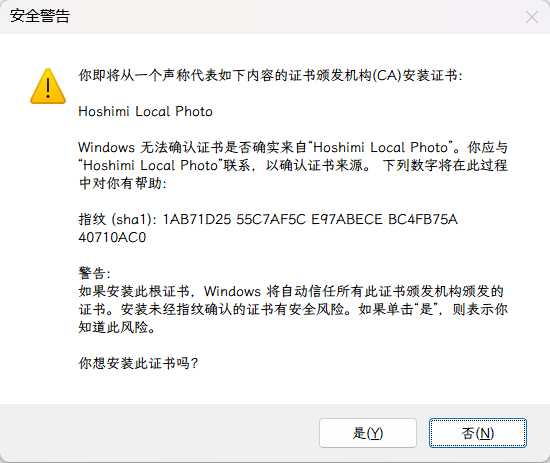 安全警告
你即将从一个声称代表如下内容的证书颁发机构(CA)安装证书:
Hoshimi Local Photo
Windows 无法确认证书是否确实来自“Hoshimi Local Photo”。你应与
“Hoshimi Local Photo”联系，以确认证书来源。 下列数字将在此过程
中对你有帮助:
指纹 (sha1): 1AB71D25 55C7AF5C E97ABECE BC4FB75A
40710AC0
警告:
如果安装此根证书，Windows 将自动信任所有此证书颁发机构颁发的
证书。安装未经指纹确认的证书有安全风险。如果单击“是”，则表示你
知道此风险。
你想安装此证书吗?
是(Y) 否(N)